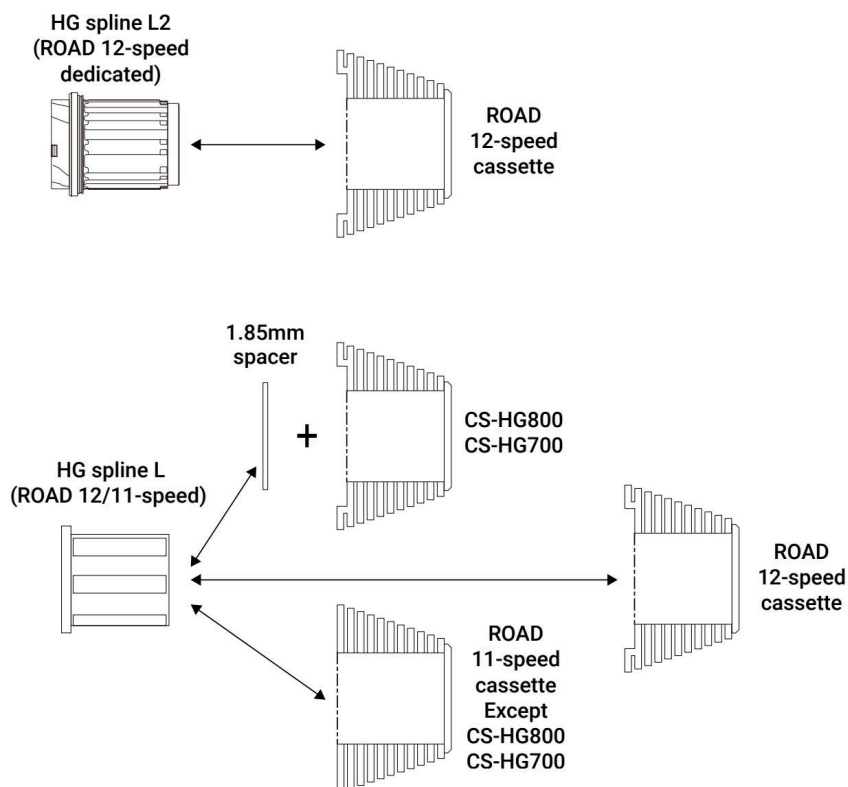 HG spline L2
(ROAD 12-speed
dedicated)
ROAD
12-speed
cassette
1.85mm
spacer
+
CS-HG800
CS-HG700
HG spline L
(ROAD 12/11-speed)
ROAD
12-speed
cassette
ROAD
11-speed
cassette
Except
CS-HG800
CS-HG700